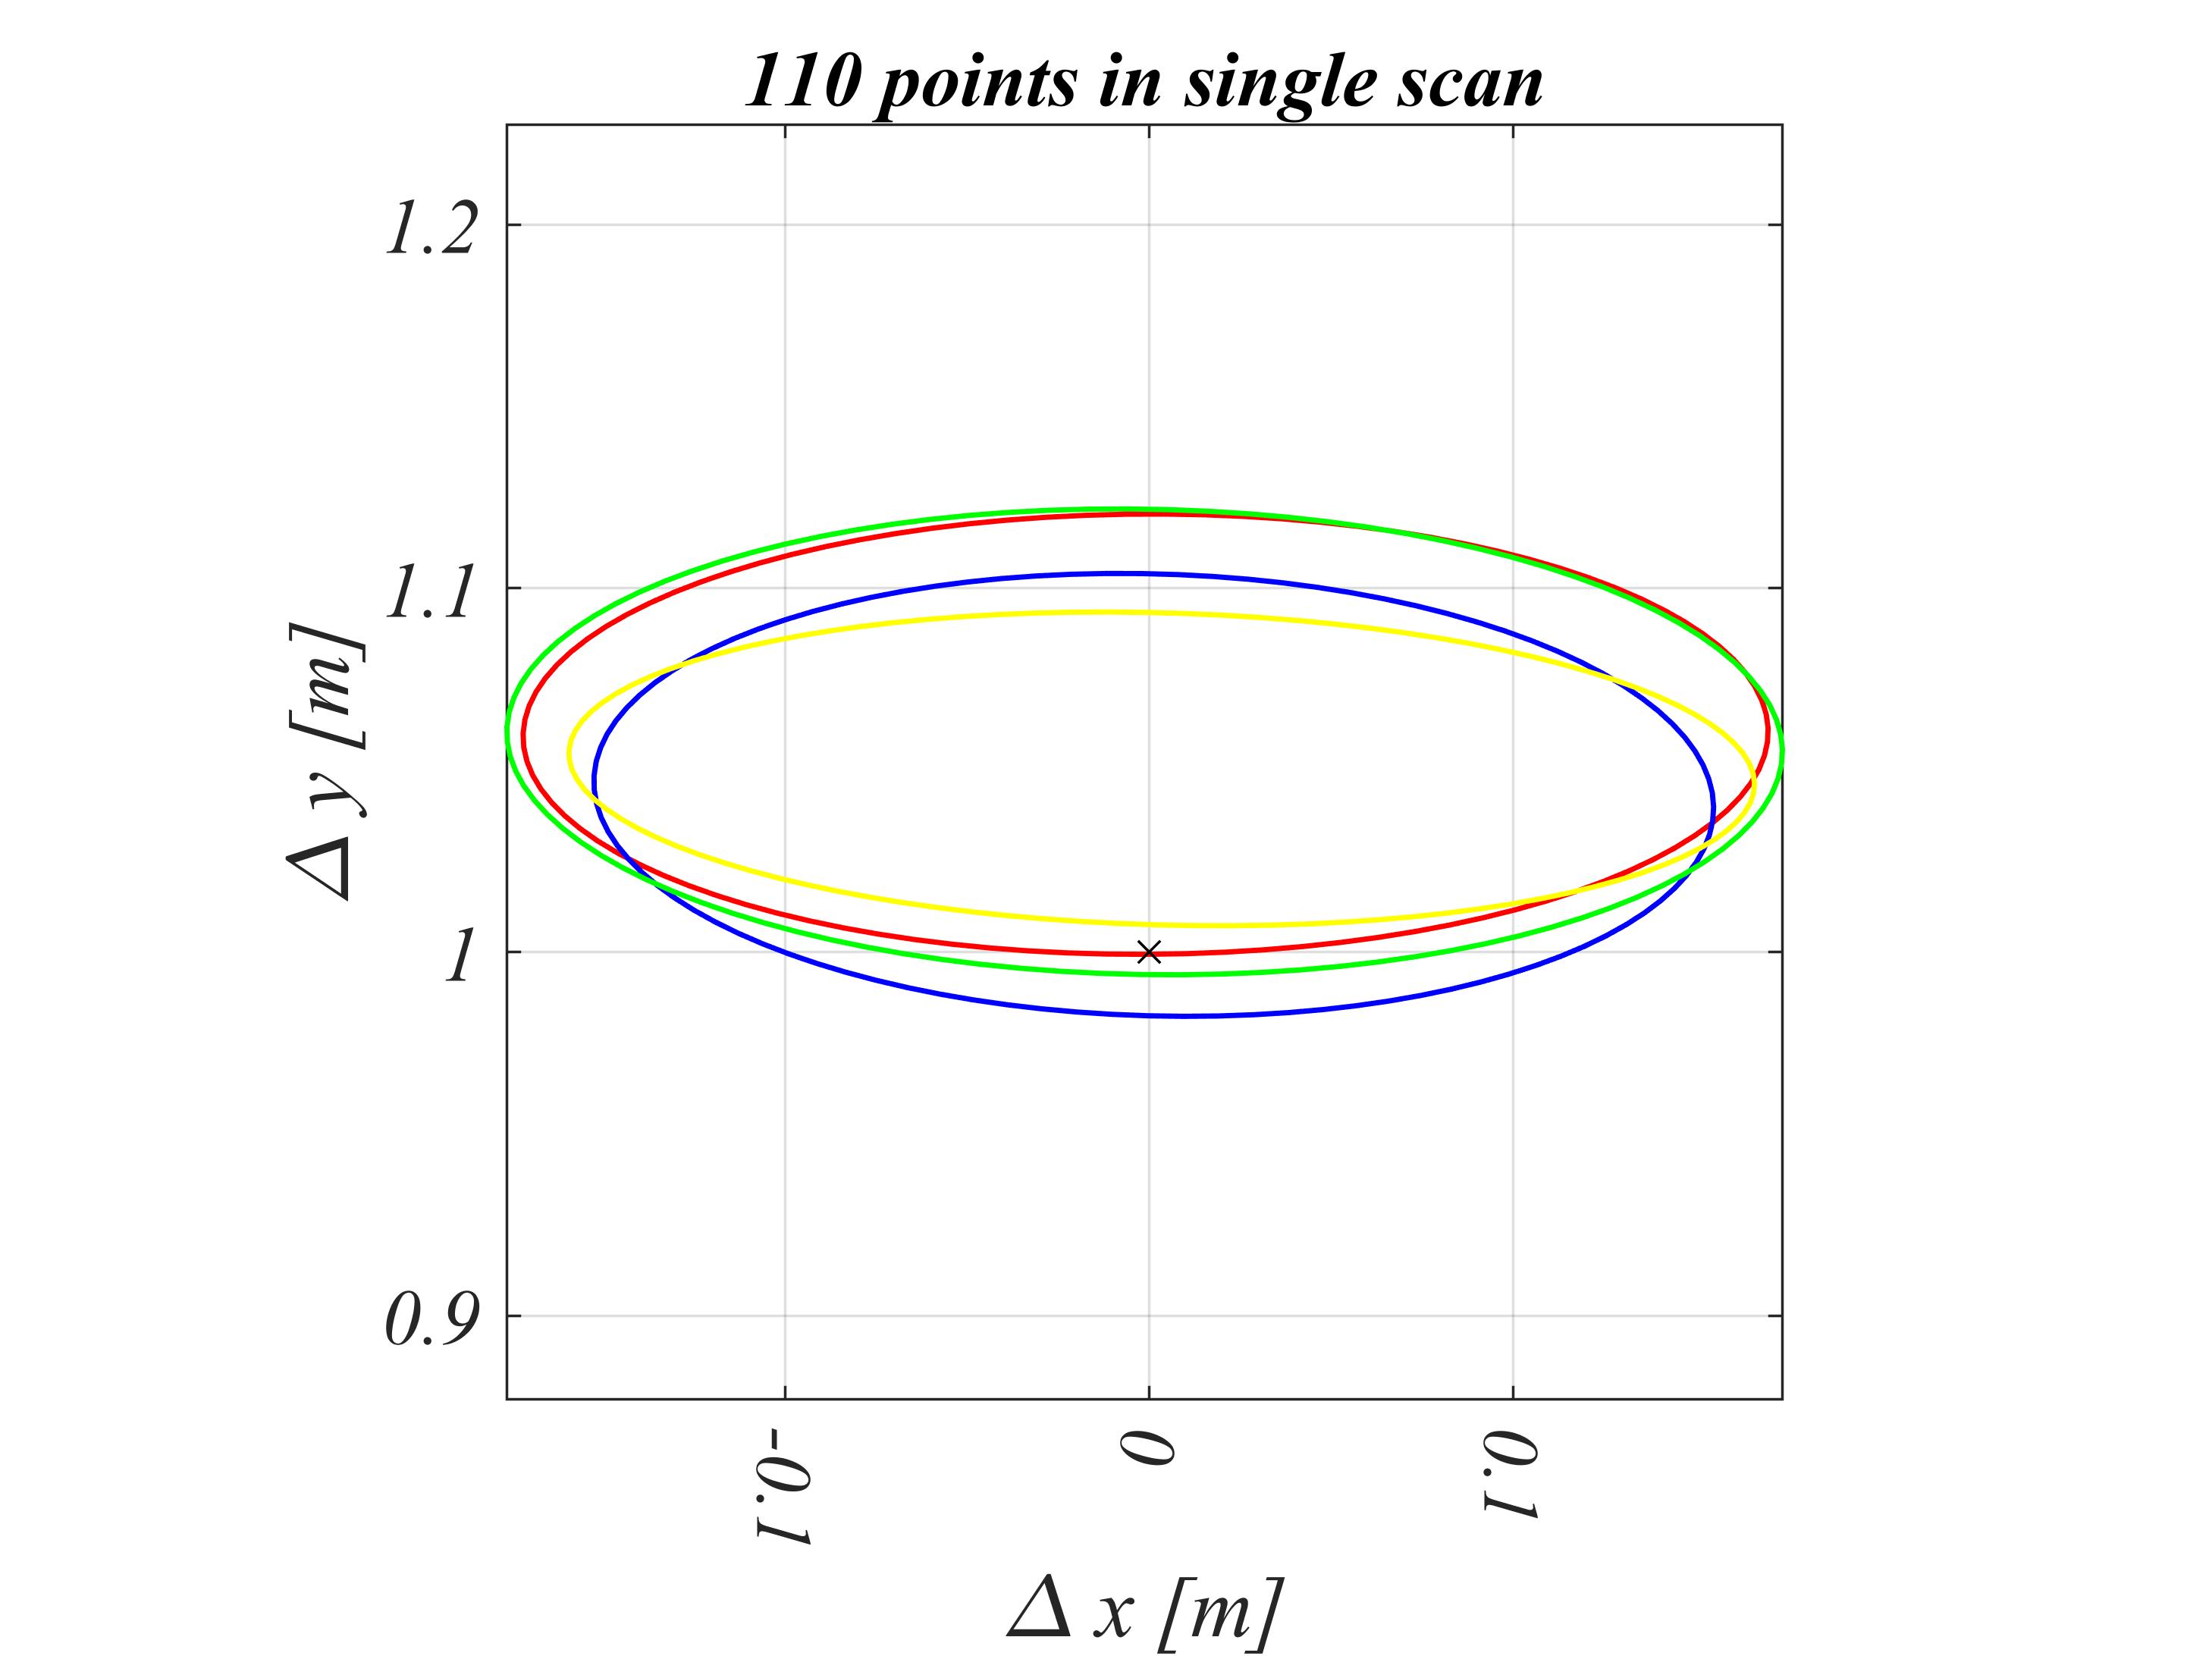 110 points in single scan
1.2
1.1
1
0.9
Δ y [m]
-0.1
0
0.1
Δ x [m]